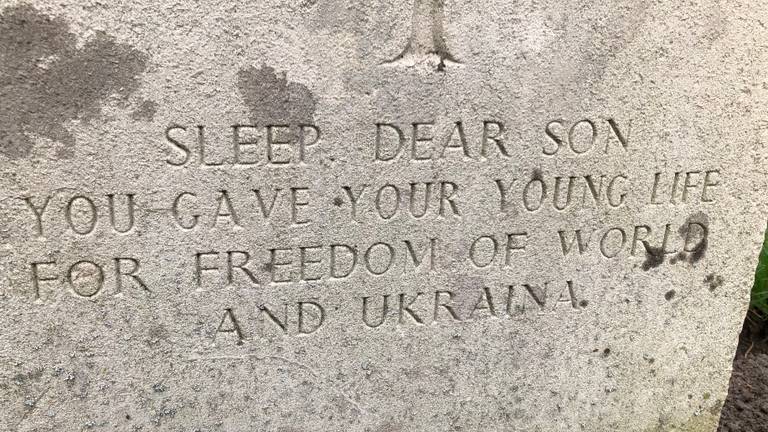 SLEEP, DEAR SON
YOU GAVE YOUR YOUNG LIFE
FOR FREEDOM OF WORLD
AND UKRAINA.